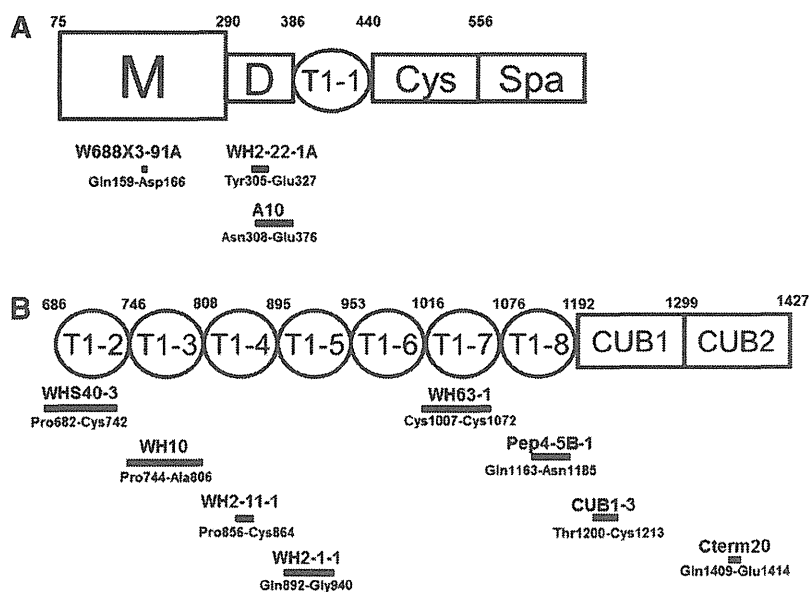 A
75 290 386 440 556
M D T1-1 Cys Spa
W688X3-91A WH2-22-1A
Gln159-Asp166 Tyr305-Glu327
A10
Asn308-Glu376
B
686 746 808 895 953 1016 1076 1192 1299 1427
T1-2 T1-3 T1-4 T1-5 T1-6 T1-7 T1-8 CUB1 CUB2
WHS40-3 WH63-1
Pro682-Cys742 Cys1007-Cys1072
WH10 Pep4-5B-1
Pro744-Ala806 Gln1163-Asn1185
WH2-11-1 CUB1-3
Pro856-Cys864 Thr1200-Cys1213
WH2-1-1 Cterm20
Gln892-Gly940 Gln1409-Glu1414